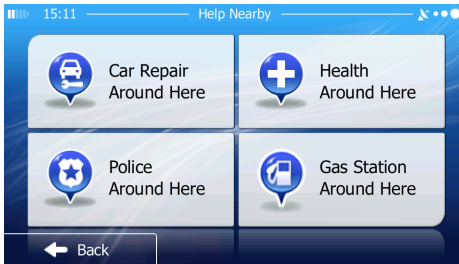 15:11
Help Nearby
Car Repair
Around Here
Health
Around Here
Police
Around Here
Gas Station
Around Here
Back